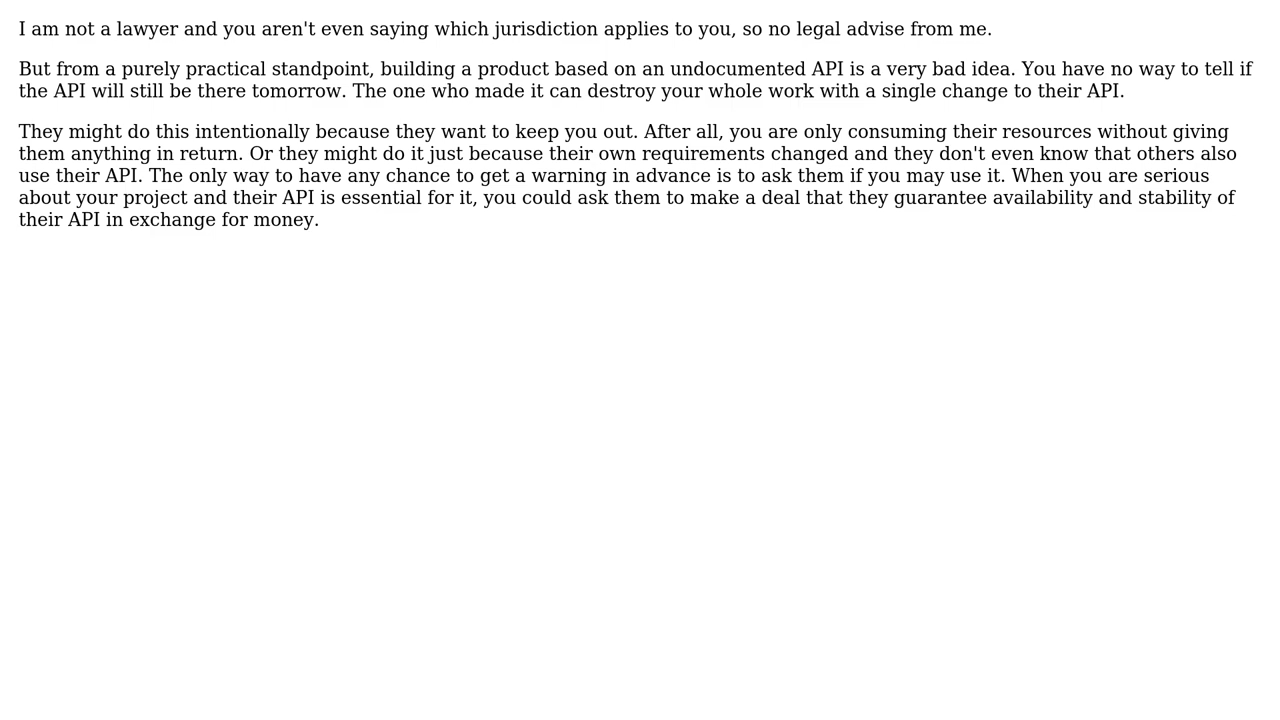 I am not a lawyer and you aren't even saying which jurisdiction applies to you, so no legal advise from me.
But from a purely practical standpoint, building a product based on an undocumented API is a very bad idea. You have no way to tell if
the API will still be there tomorrow. The one who made it can destroy your whole work with a single change to their API.
They might do this intentionally because they want to keep you out. After all, you are only consuming their resources without giving
them anything in return. Or they might do it just because their own requirements changed and they don't even know that others also
use their API. The only way to have any chance to get a warning in advance is to ask them if you may use it. When you are serious
about your project and their API is essential for it, you could ask them to make a deal that they guarantee availability and stability of
their API in exchange for money.